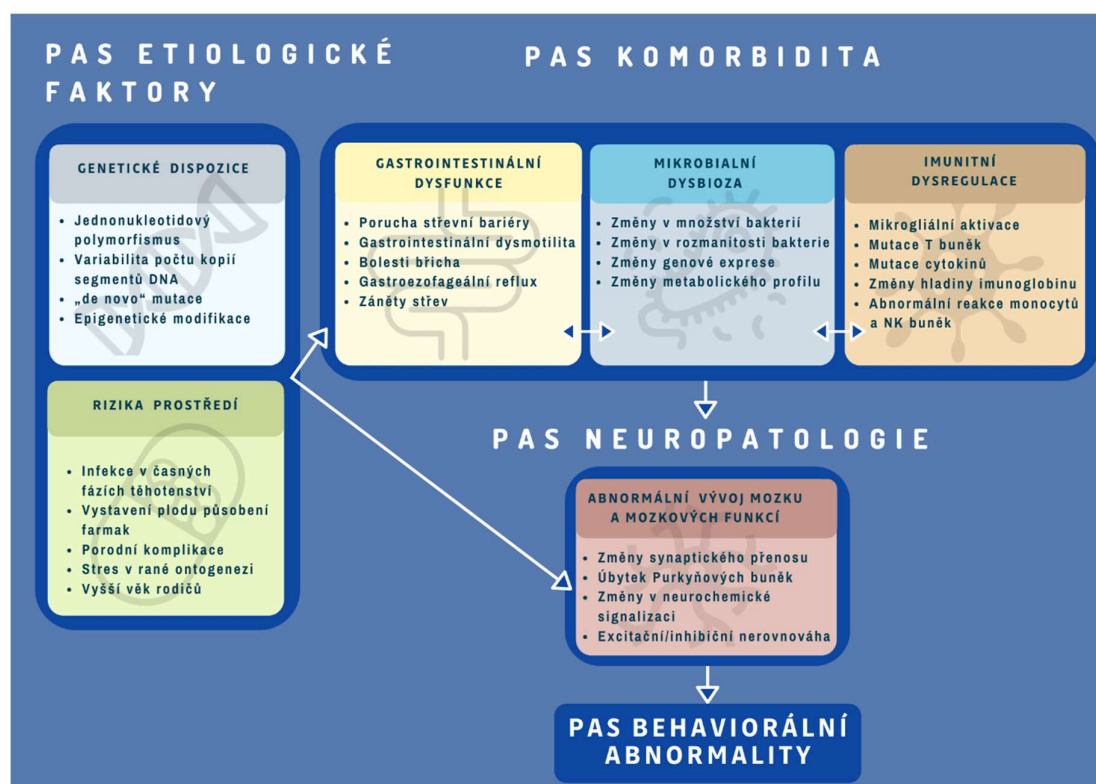 PAS ETIOLOGICKÉ
FAKTORY
GENETICKÉ DISPOZICE
• Jednonukleotidový
polymorfismus
• Variabilita počtu kopií
segmentů DNA
• „de novo“ mutace
• Epigenetické modifikace
RIZIKA PROSTŘEDÍ
• Infekce v časných
fázích těhotenství
• Vystavení plodu působení
farmak
• Porodní komplikace
• Stres v rané ontogenezi
• Vyšší věk rodičů
PAS KOMORBIDITA
GASTROINTESTINÁLNÍ
DYSFUNKCE
• Porucha střevní bariéry
• Gastrointestinální dysmotilita
• Bolesti břicha
• Gastroezofageální reflux
• Záněty střev
MIKROBIALNÍ
DYSBIOZA
• Změny v množství bakterií
• Změny v rozmanitosti bakterie
• Změny genové exprese
• Změny metabolického profilu
IMUNITNÍ
DYSREGULACE
• Mikrogliální aktivace
• Mutace T buněk
• Mutace cytokinů
• Změny hladiny imunoglobinu
• Abnormální reakce monocytů
a NK buněk
PAS NEUROPATOLOGIE
ABNORMÁLNÍ VÝVOJ MOZKU
A MOZKOVÝCH FUNKCÍ
• Změny synaptického přenosu
• Úbytek Purkyňových buněk
• Změny v neurochemické
signalizaci
• Excitační/inhibiční nerovnováha
PAS BEHAVIORÁLNÍ
ABNORMALITY